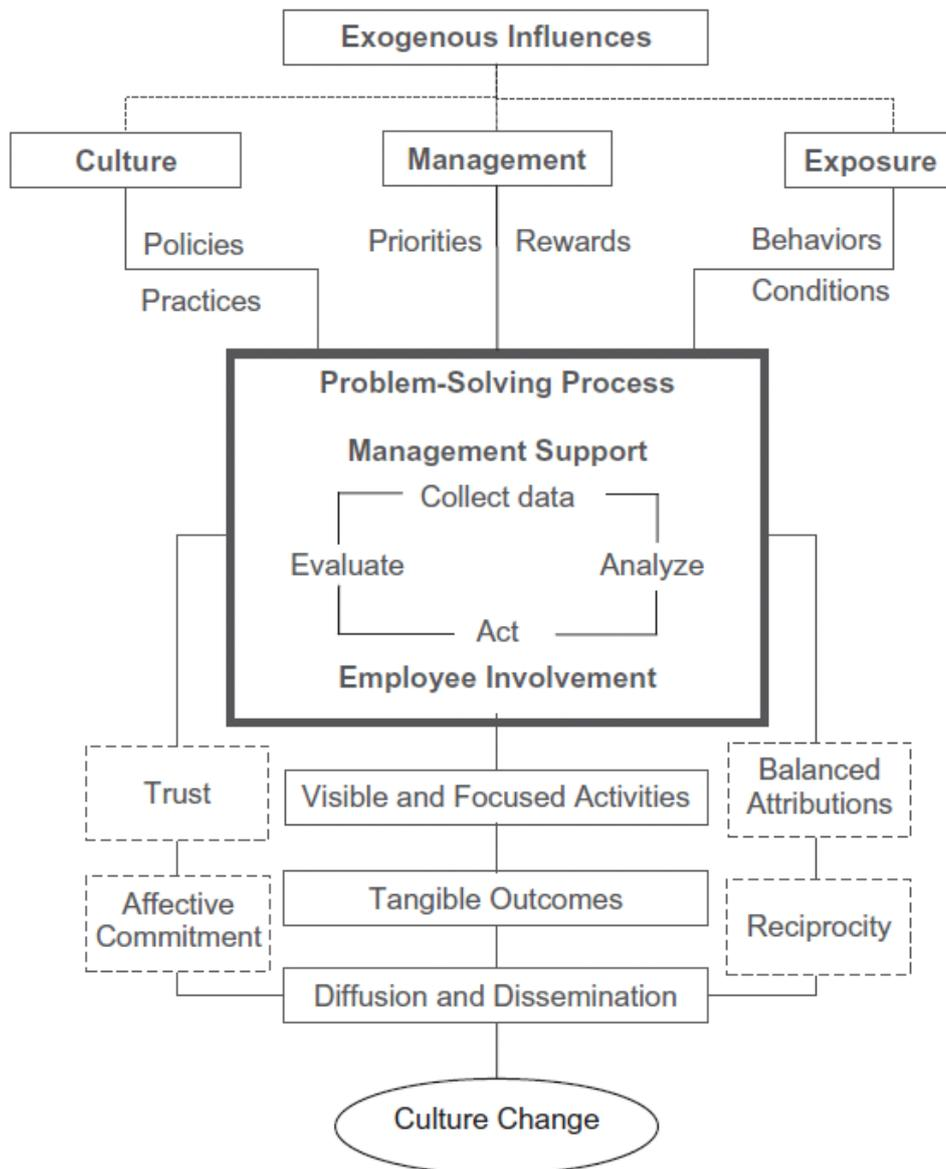 Exogenous Influences
Culture
Management
Exposure
Policies
Priorities
Rewards
Behaviors
Practices
Conditions
Problem-Solving Process
Management Support
Collect data
Evaluate
Analyze
Act
Employee Involvement
Trust
Visible and Focused Activities
Balanced
Attributions
Affective
Commitment
Tangible Outcomes
Reciprocity
Diffusion and Dissemination
Culture Change